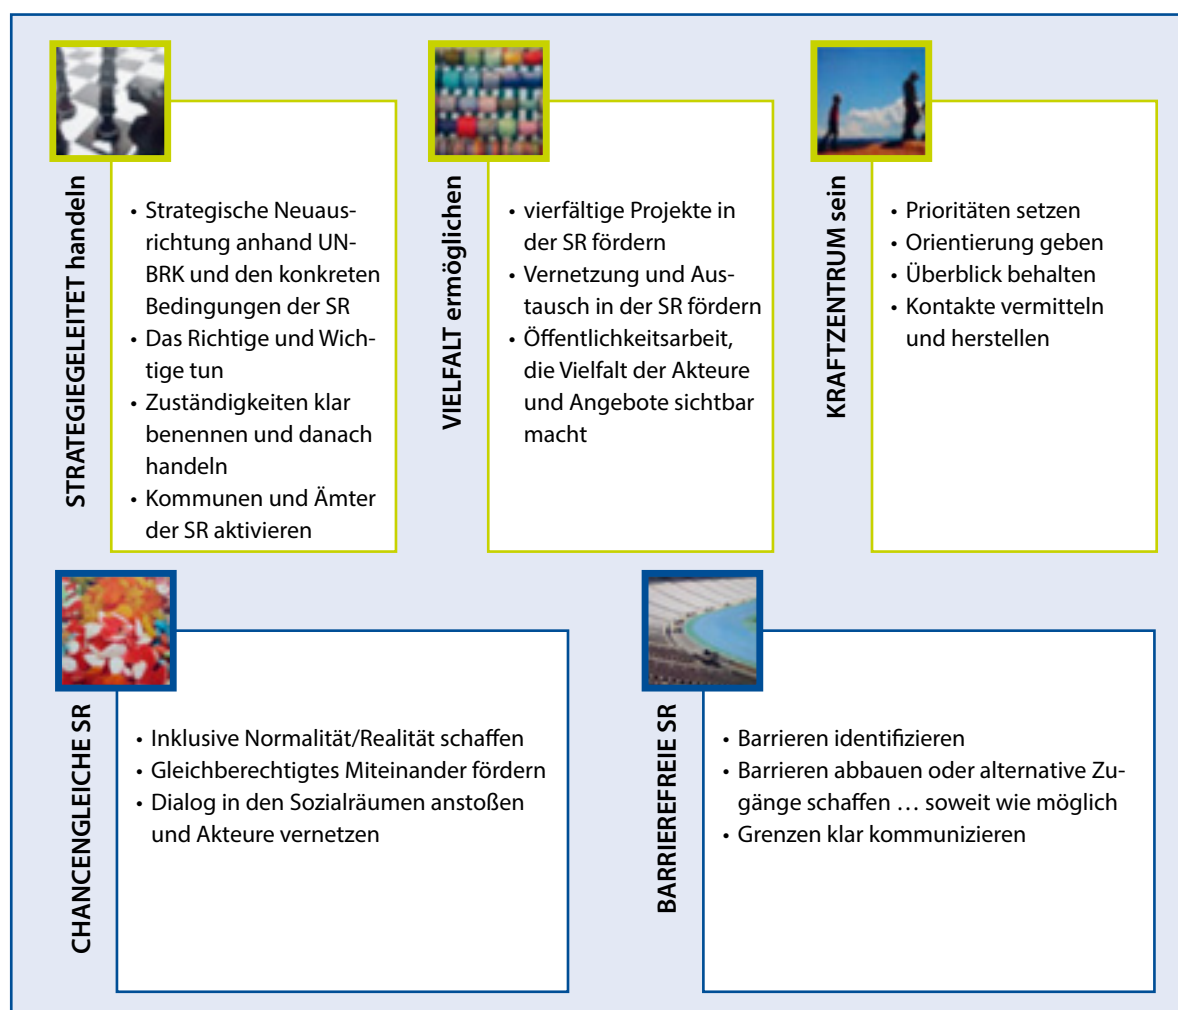 STRATEGIEGELEITET handeln
• Strategische Neuaus-
richtung anhand UN-
BRK und den konkreten
Bedingungen der SR
• Das Richtige und Wich-
tige tun
• Zuständigkeiten klar
benennen und danach
handeln
• Kommunen und Ämter
der SR aktivieren
VIELFALT ermöglichen
• vierfältige Projekte in
der SR fördern
• Vernetzung und Aus-
tausch in der SR fördern
• Öffentlichkeitsarbeit,
die Vielfalt der Akteure
und Angebote sichtbar
macht
KRAFTZENTRUM sein
• Prioritäten setzen
• Orientierung geben
• Überblick behalten
• Kontakte vermitteln
und herstellen
CHANCENGLEICHE SR
• Inklusive Normalität/Realität schaffen
• Gleichberechtigtes Miteinander fördern
• Dialog in den Sozialräumen anstoßen
und Akteure vernetzen
BARRIEREFREIE SR
• Barrieren identifizieren
• Barrieren abbauen oder alternative Zu-
gänge schaffen … soweit wie möglich
• Grenzen klar kommunizieren